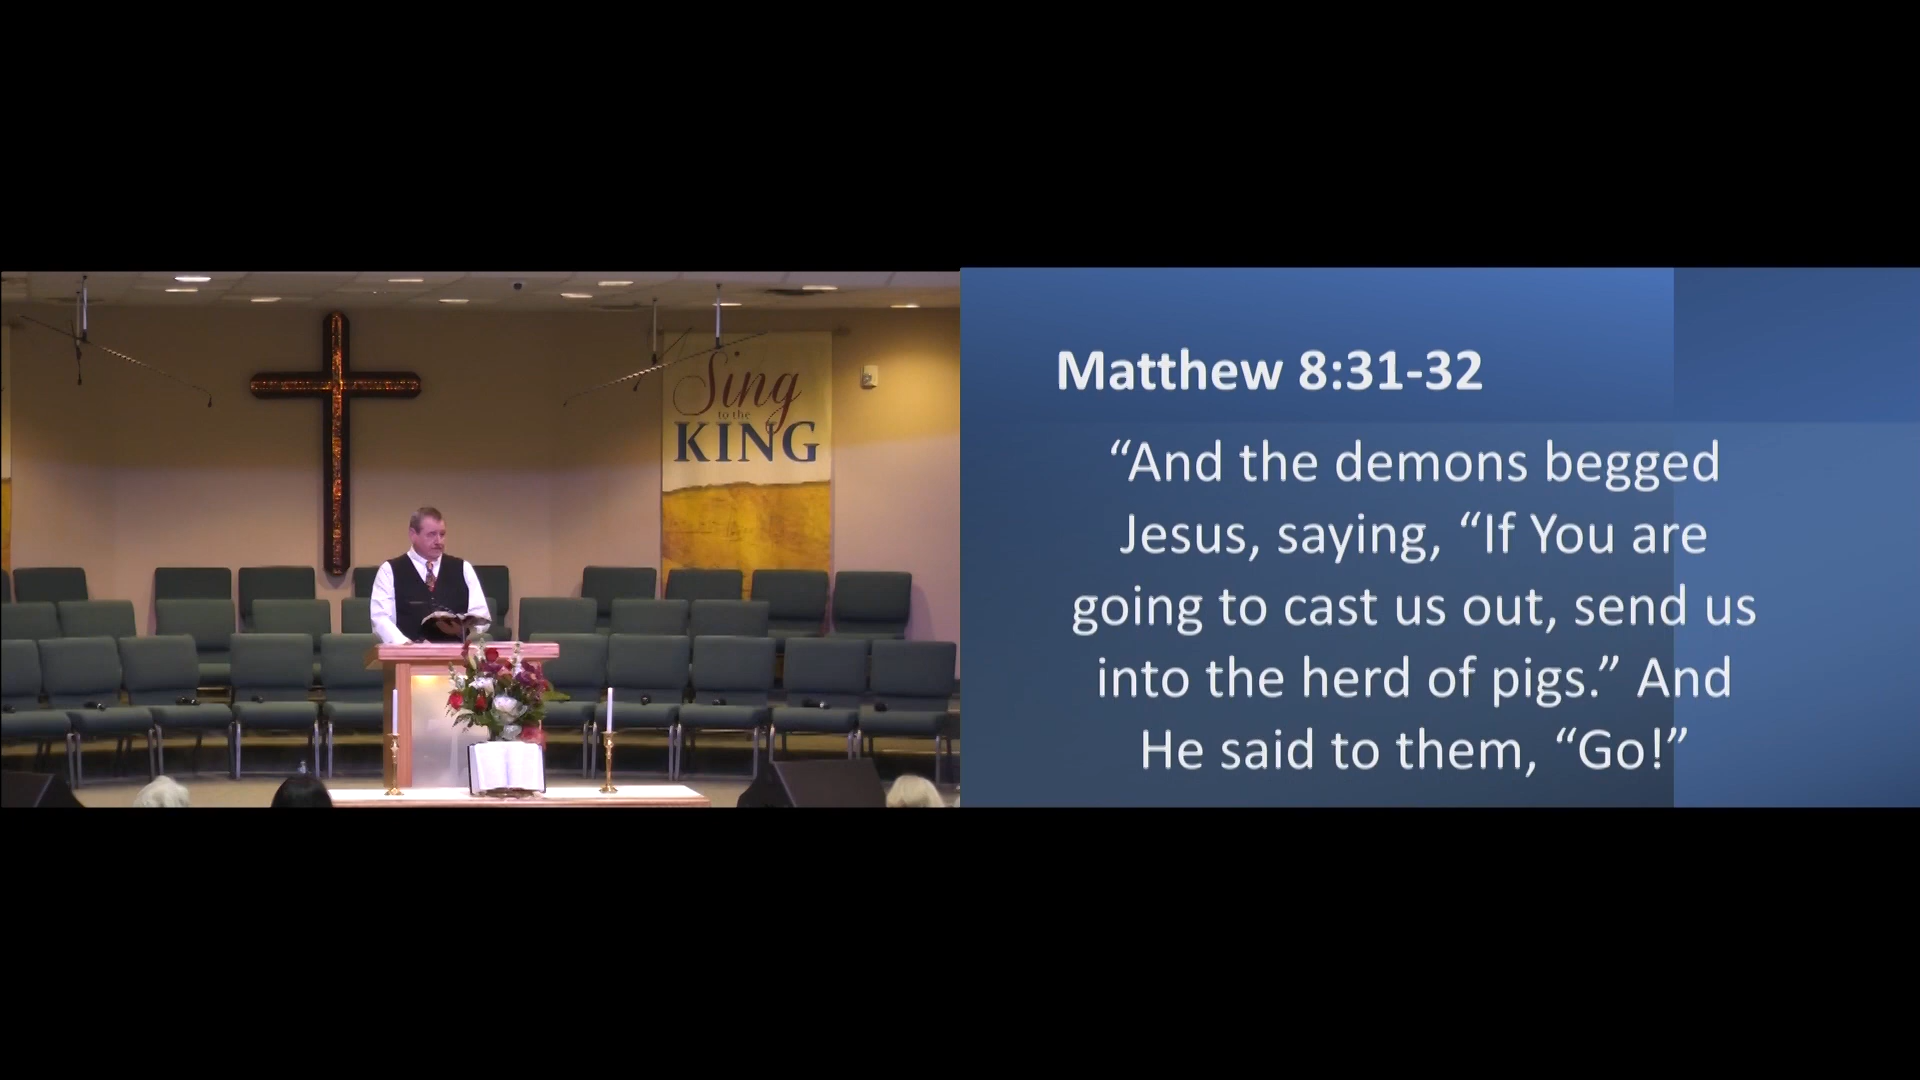 Sing
to the
KING
Matthew 8:31-32
“And the demons begged
Jesus, saying, “If You are
going to cast us out, send us
into the herd of pigs.” And
He said to them, “Go!”